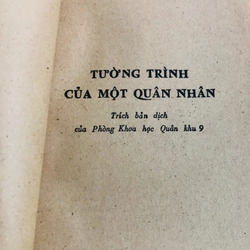 TƯỜNG TRÌNH
CỦA MỘT QUÂN NHÂN
Trích bản dịch
của Phòng Khoa học Quân khu 9